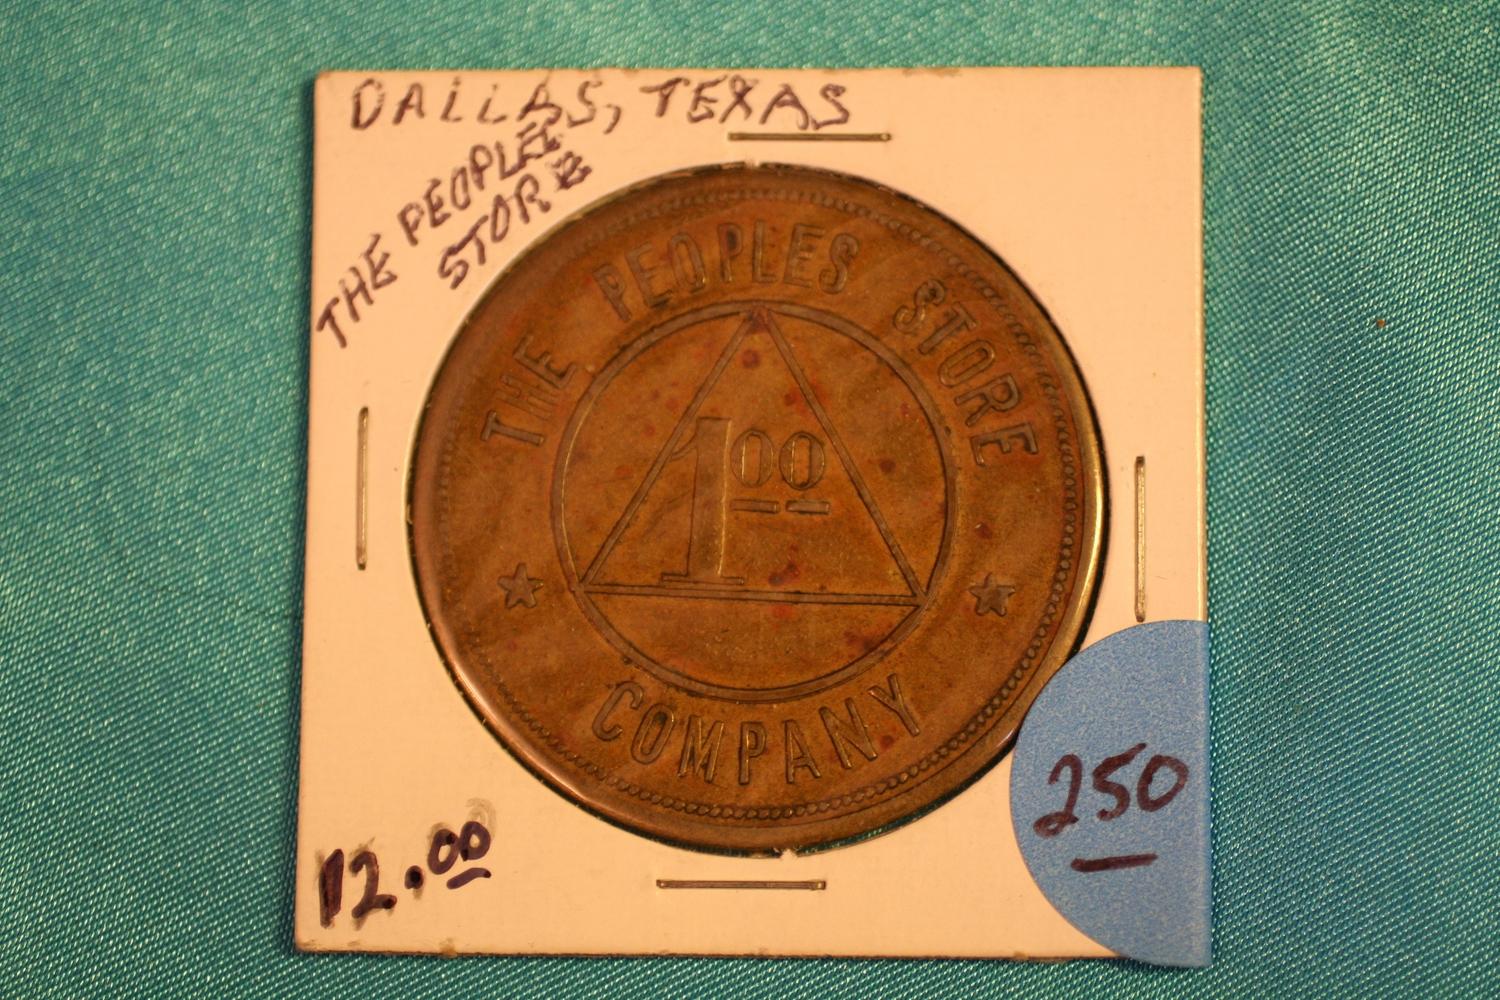 DALLAS, TEXAS
THE PEOPLES
STORE
THE PEOPLES STORE
1 00
COMPANY
12.00
250